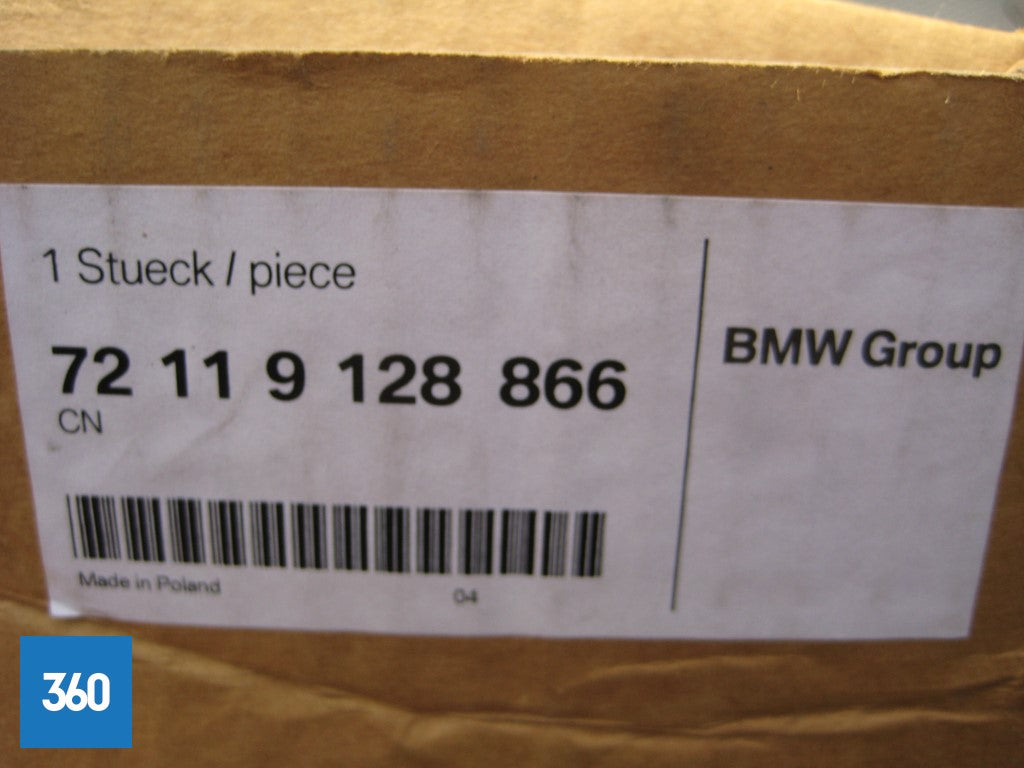 1 Stueck / piece
72 11 9 128 866
CN
BMW Group
Made in Poland
04
360